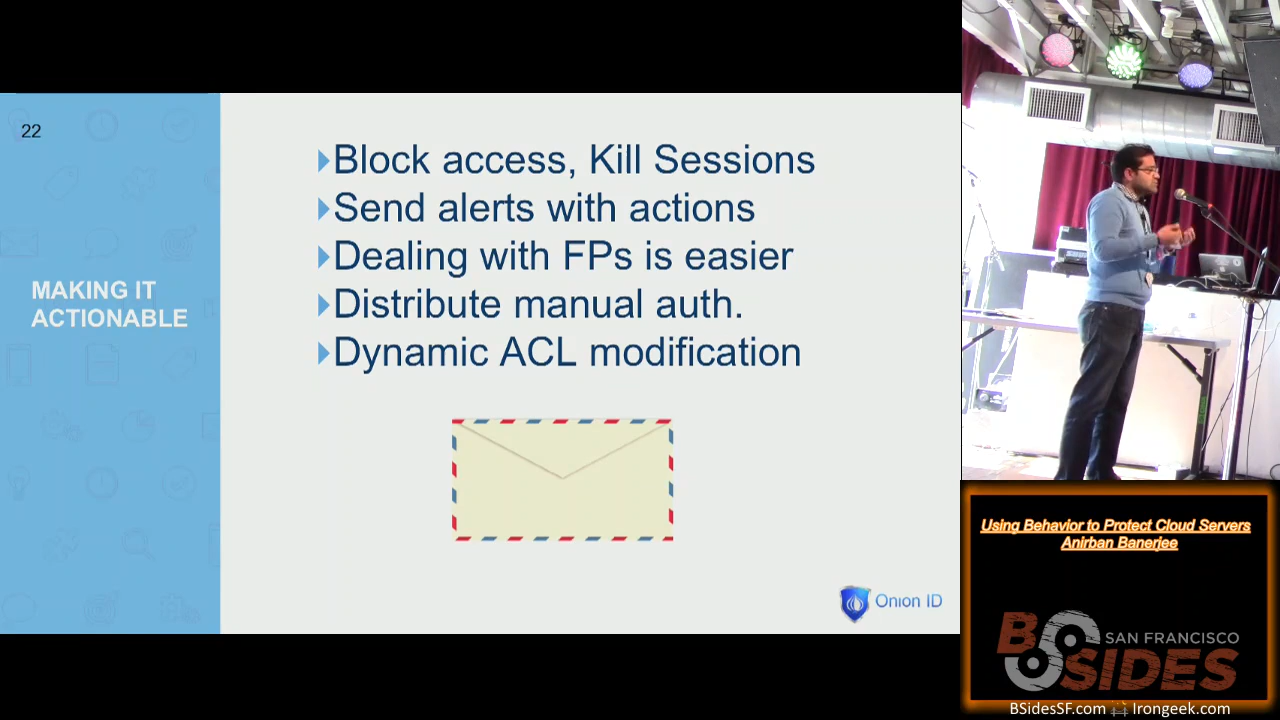 22
MAKING IT
ACTIONABLE
Block access, Kill Sessions
Send alerts with actions
Dealing with FPs is easier
Distribute manual auth.
Dynamic ACL modification
Onion ID
Using Behavior to Protect Cloud Servers
Anirban Banerjee
BSIDES
SAN FRANCISCO
BSidesSF.com
Irongeek.com